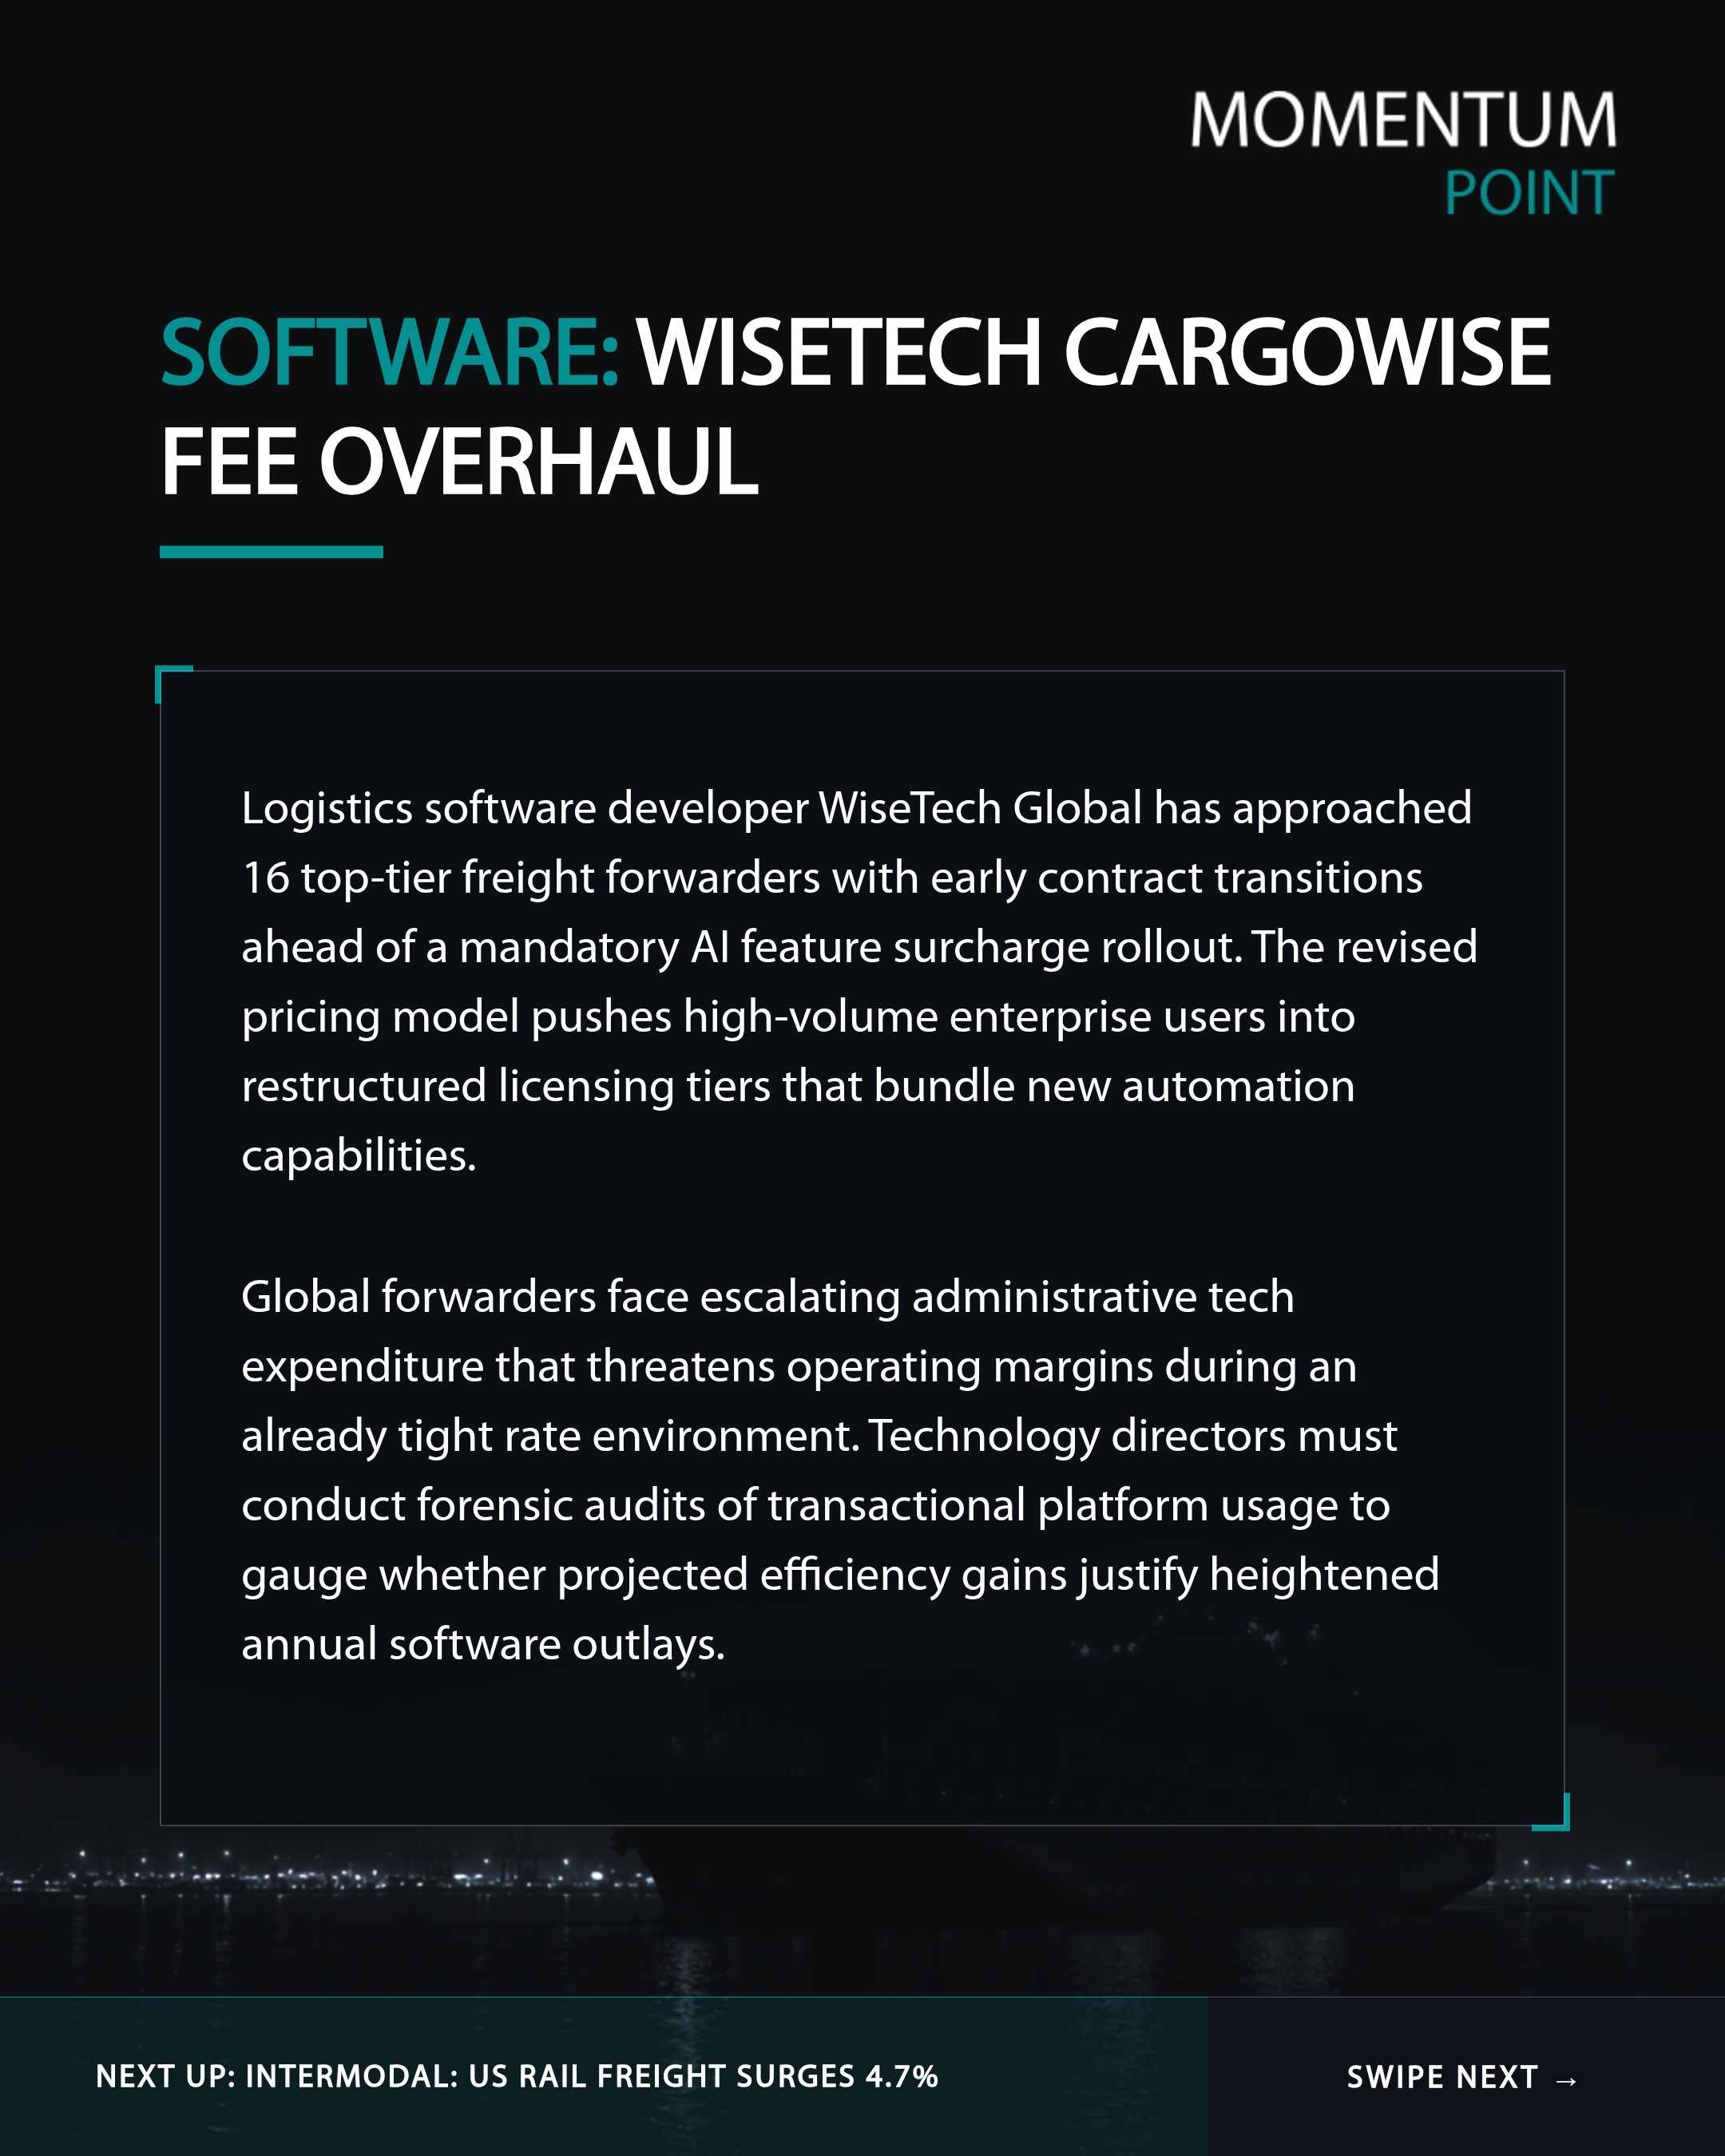 MOMENTUM
POINT
SOFTWARE: WISETECH CARGOWISE
FEE OVERHAUL
Logistics software developer WiseTech Global has approached
16 top-tier freight forwarders with early contract transitions
ahead of a mandatory AI feature surcharge rollout. The revised
pricing model pushes high-volume enterprise users into
restructured licensing tiers that bundle new automation
capabilities.
Global forwarders face escalating administrative tech
expenditure that threatens operating margins during an
already tight rate environment. Technology directors must
conduct forensic audits of transactional platform usage to
gauge whether projected efficiency gains justify heightened
annual software outlays.
NEXT UP: INTERMODAL: US RAIL FREIGHT SURGES 4.7%
SWIPE NEXT →